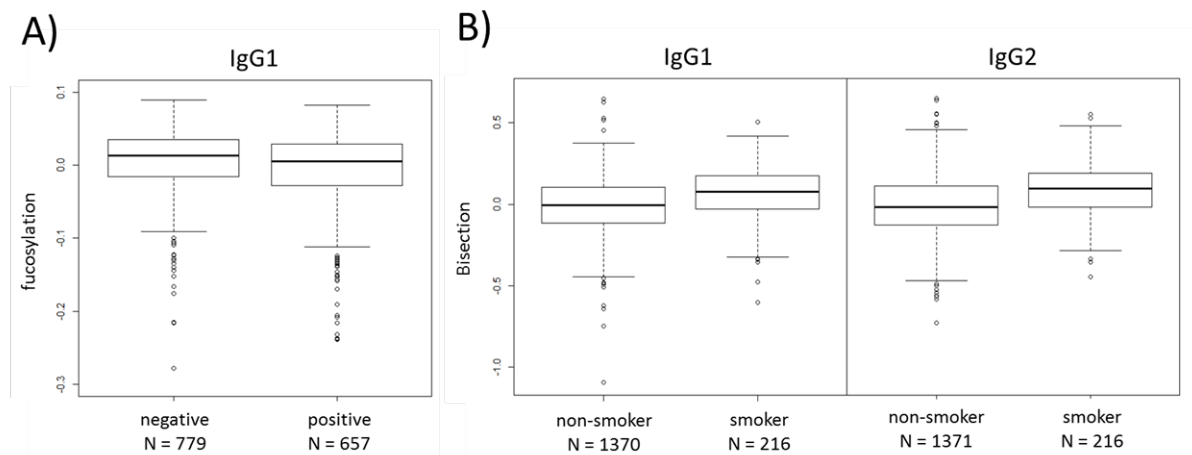 A)
IgG1
fucosylation
0.1
0.0
-0.1
-0.2
-0.3
negative
N = 779
positive
N = 657
B)
IgG1
IgG2
Bisection
0.5
0.0
-0.5
-1.0
non-smoker
N = 1370
smoker
N = 216
non-smoker
N = 1371
smoker
N = 216